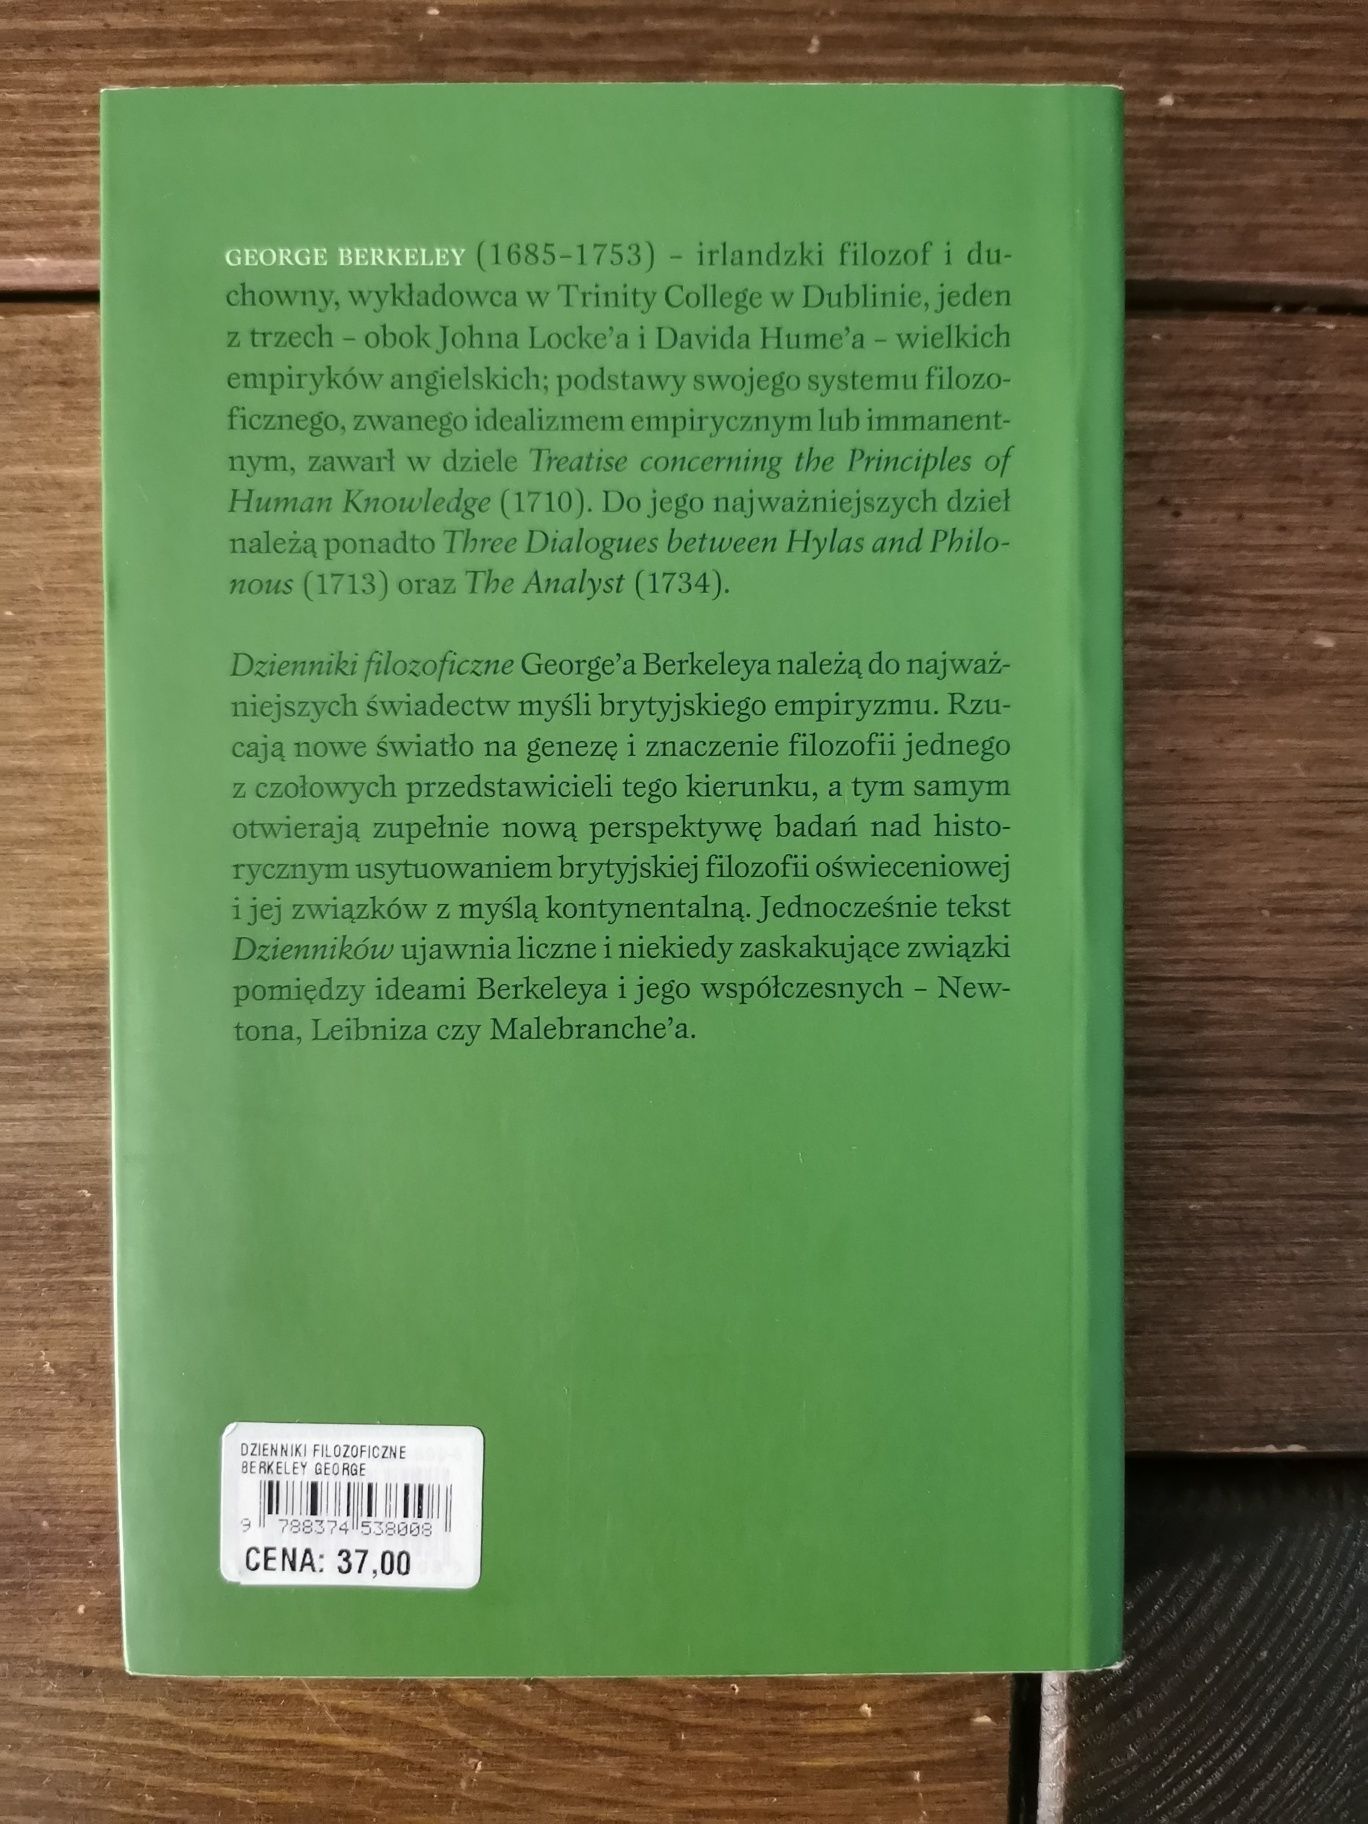 GEORGE BERKELEY (1685–1753) – irlandzki filozof i du-
chowny, wykładowca w Trinity College w Dublinie, jeden
z trzech – obok Johna Locke’a i Davida Hume’a – wielkich
empiryków angielskich; podstawy swojego systemu filozo-
ficznego, zwanego idealizmem empirycznym lub immanent-
nym, zawarł w dziele Treatise concerning the Principles of
Human Knowledge (1710). Do jego najważniejszych dzieł
należą ponadto Three Dialogues between Hylas and Philo-
nous (1713) oraz The Analyst (1734).
Dzienniki filozoficzne George’a Berkeleya należą do najważ-
niejszych świadectw myśli brytyjskiego empiryzmu. Rzu-
cają nowe światło na genezę i znaczenie filozofii jednego
z czołowych przedstawicieli tego kierunku, a tym samym
otwierają zupełnie nową perspektywę badań nad histo-
rycznym usytuowaniem brytyjskiej filozofii oświeceniowej
i jej związków z myślą kontynentalną. Jednocześnie tekst
Dzienników ujawnia liczne i niekiedy zaskakujące związki
pomiędzy ideami Berkeleya i jego współczesnych – New-
tona, Leibniza czy Malebranche’a.
DZIENNIKI FILOZOFICZNE
BERKELEY GEORGE
9 788374 538008
CENA: 37,00